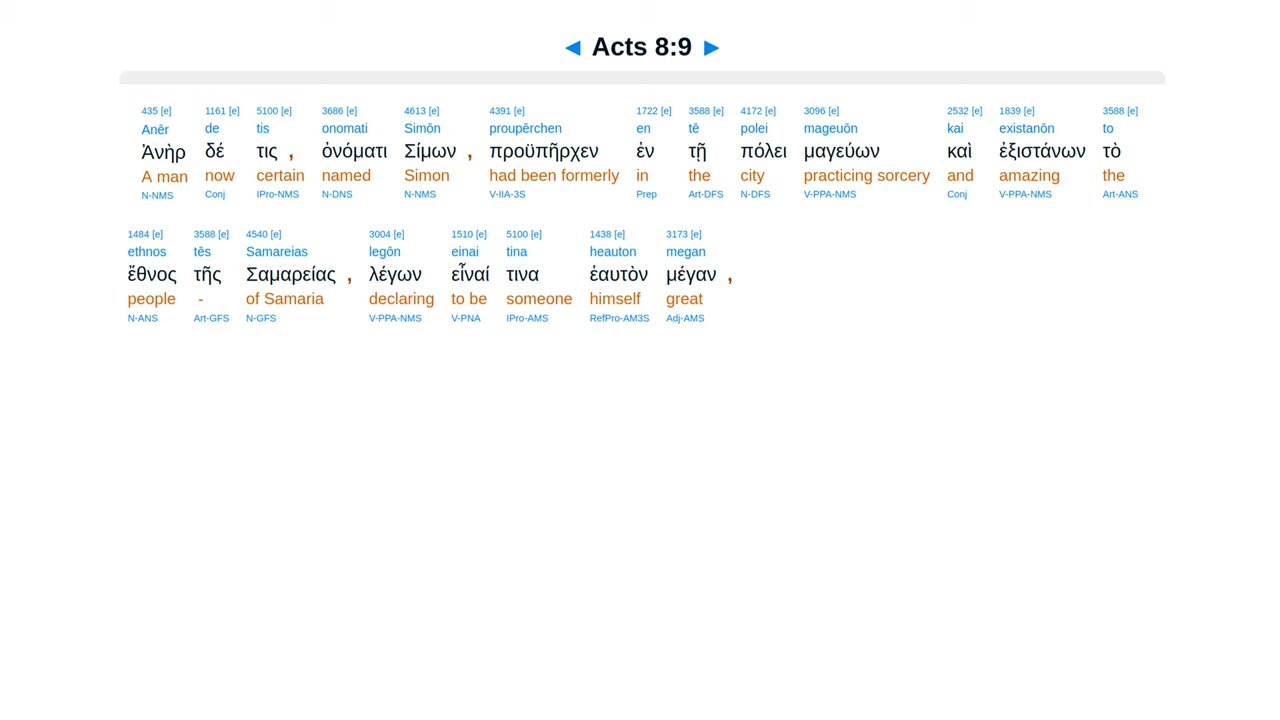 ◄ Acts 8:9 ►
435 [e] 1161 [e] 5100 [e] 3686 [e] 4613 [e] 4391 [e] 1722 [e] 3588 [e] 4172 [e] 3096 [e] 2532 [e] 1839 [e] 3588 [e]
Anēr de tis onomati Simōn proupērchen en tē polei mageuōn kai existanōn to
Ἀνὴρ δέ τις , ὀνόματι Σίμων , προϋπῆρχεν ἐν τῇ πόλει μαγεύων καὶ ἐξιστάνων τὸ
A man now certain named Simon had been formerly in the city practicing sorcery and amazing the
N-NMS Conj IPro-NMS N-DNS N-NMS V-IIA-3S Prep Art-DFS N-DFS V-PPA-NMS Conj V-PPA-NMS Art-ANS
1484 [e] 3588 [e] 4540 [e] 3004 [e] 1510 [e] 5100 [e] 1438 [e] 3173 [e]
ethnos tēs Samareias legōn einai tina heauton megan
ἔθνος τῆς Σαμαρείας , λέγων εἶναί τινα ἑαυτὸν μέγαν ,
people - of Samaria declaring to be someone himself great
N-ANS Art-GFS N-GFS V-PPA-NMS V-PNA IPro-AMS RefPro-AM3S Adj-AMS